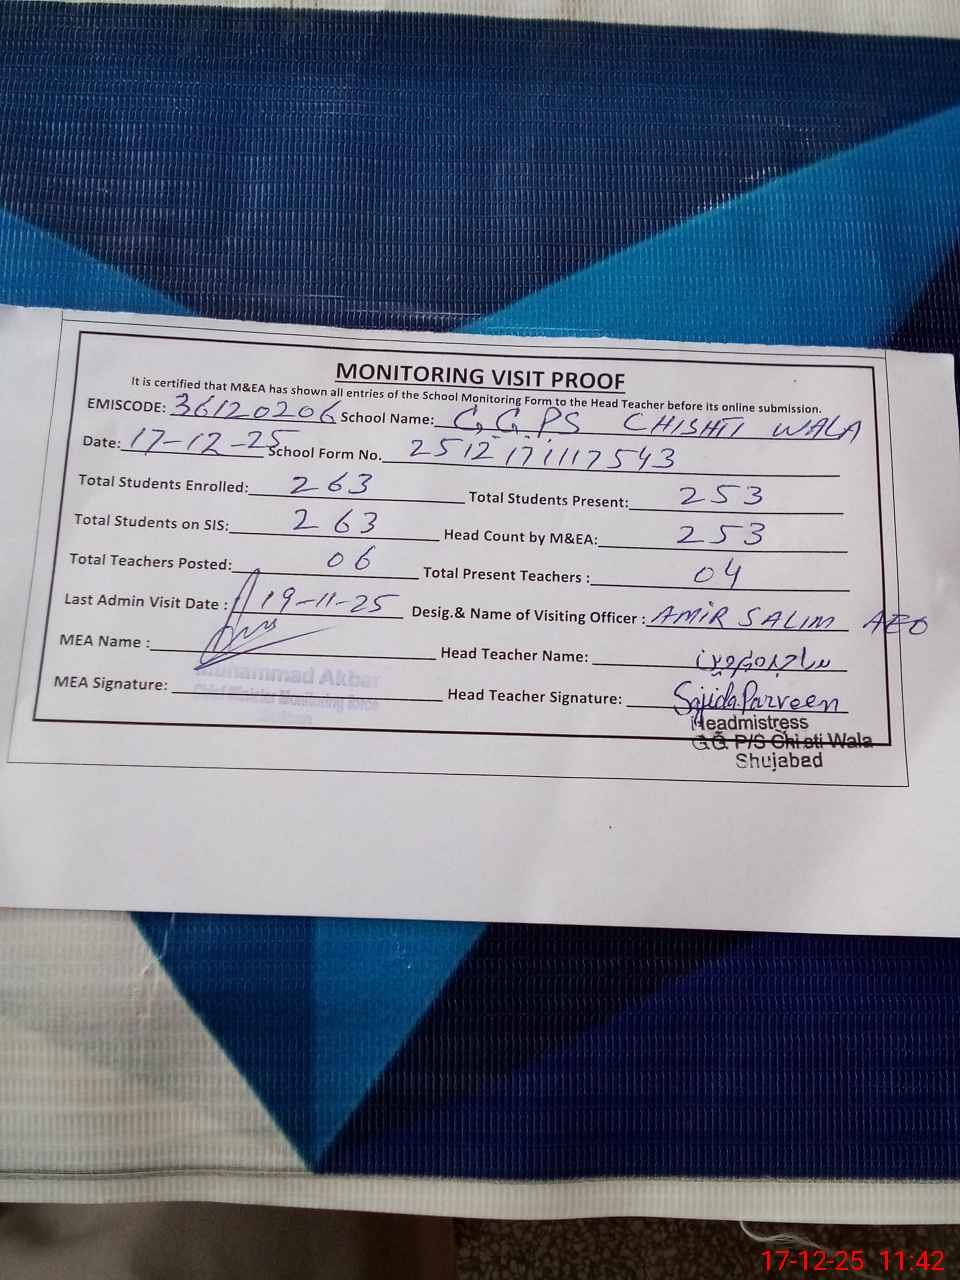 MONITORING VISIT PROOF
It is certified that M&EA has shown all entries of the School Monitoring Form to the Head Teacher before its online submission.
EMISCODE: 36120206 School Name: G.G.P.S CHISHTI WALA
Date: 17-12-25 School Form No. 2512171117543
Total Students Enrolled: 263 Total Students Present: 253
Total Students on SIS: 263 Head Count by M&EA: 253
Total Teachers Posted: 06 Total Present Teachers : 04
Last Admin Visit Date : 19-11-25 Desig.& Name of Visiting Officer : AMIR SALIM AEO
MEA Name : Head Teacher Name: ساجدہ پروین
Muhammad Akbar
MEA Signature: Head Teacher Signature: Sajida Parveen
Chief Minister Monitoring force
Headmistress
G.G. P/S Chishti Wala
Shujabad
17-12-25 11:42